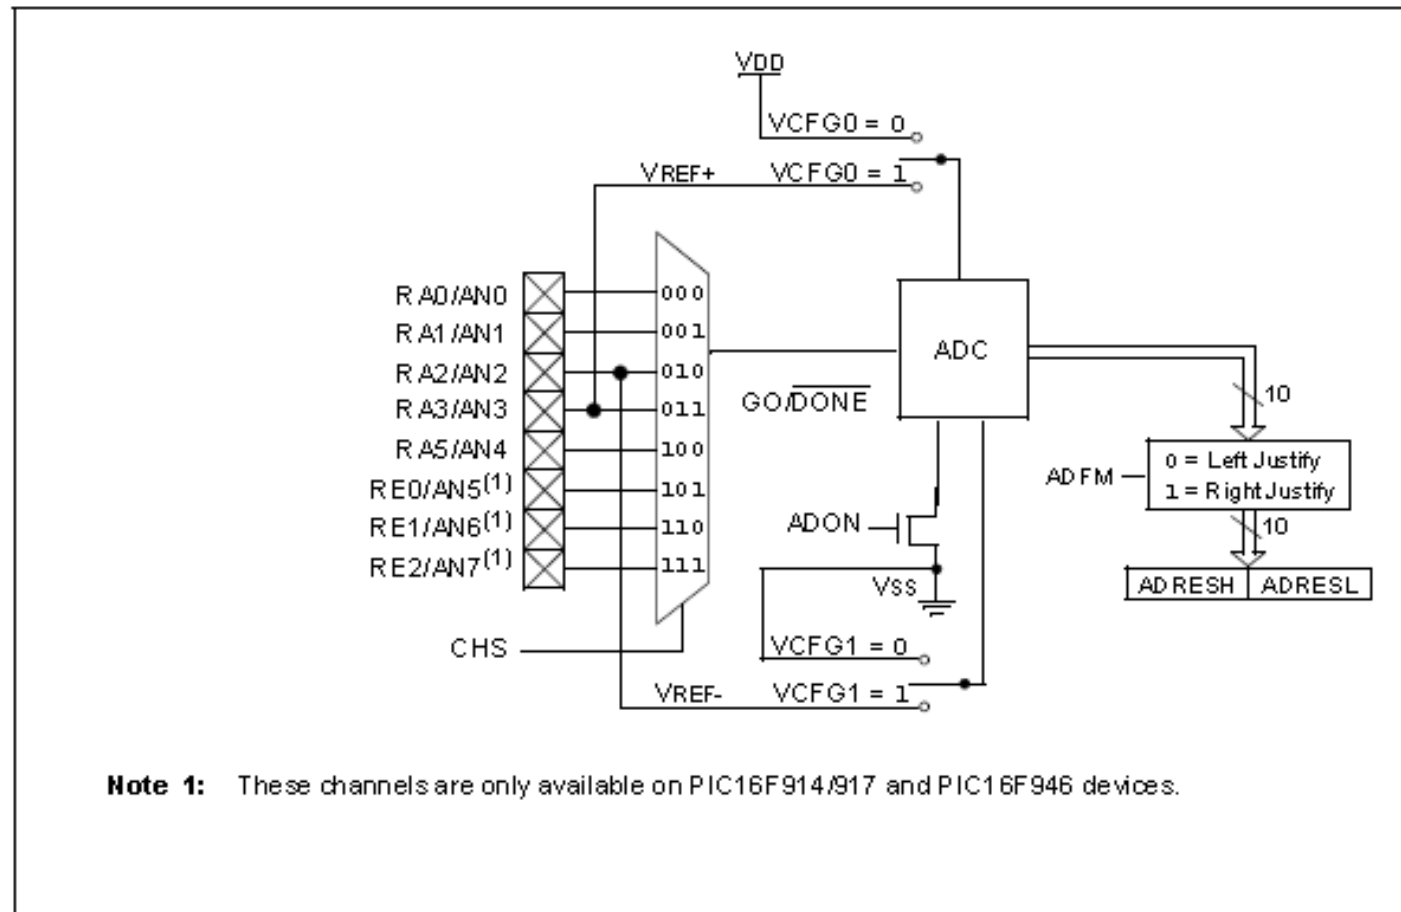 VDD
VCFG0 = 0
VREF+ VCFG0 = 1
RA0/AN0 000
RA1/AN1 001
RA2/AN2 010
RA3/AN3 011
RA5/AN4 100
RE0/AN5(1) 101
RE1/AN6(1) 110
RE2/AN7(1) 111
CHS
ADC
GO/DONE
ADON
VSS
VCFG1 = 0
VREF- VCFG1 = 1
10
ADFM
0 = Left Justify
1 = Right Justify
10
ADRESH ADRESL
Note 1: These channels are only available on PIC16F914/917 and PIC16F946 devices.